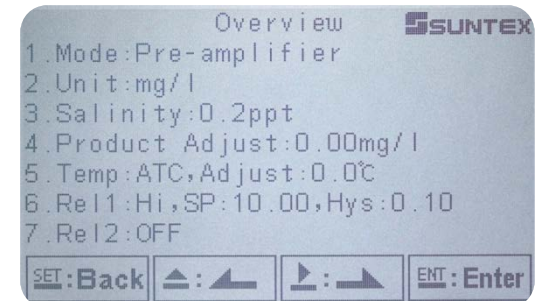 Overview SUNTEX
1.Mode:Pre-amplifier
2.Unit:mg/l
3.Salinity:0.2ppt
4.Product Adjust:0.00mg/l
5.Temp:ATC,Adjust:0.0℃
6.Rel1:Hi,SP:10.00,Hys:0.10
7.Rel2:OFF
SET:Back : : ENT:Enter